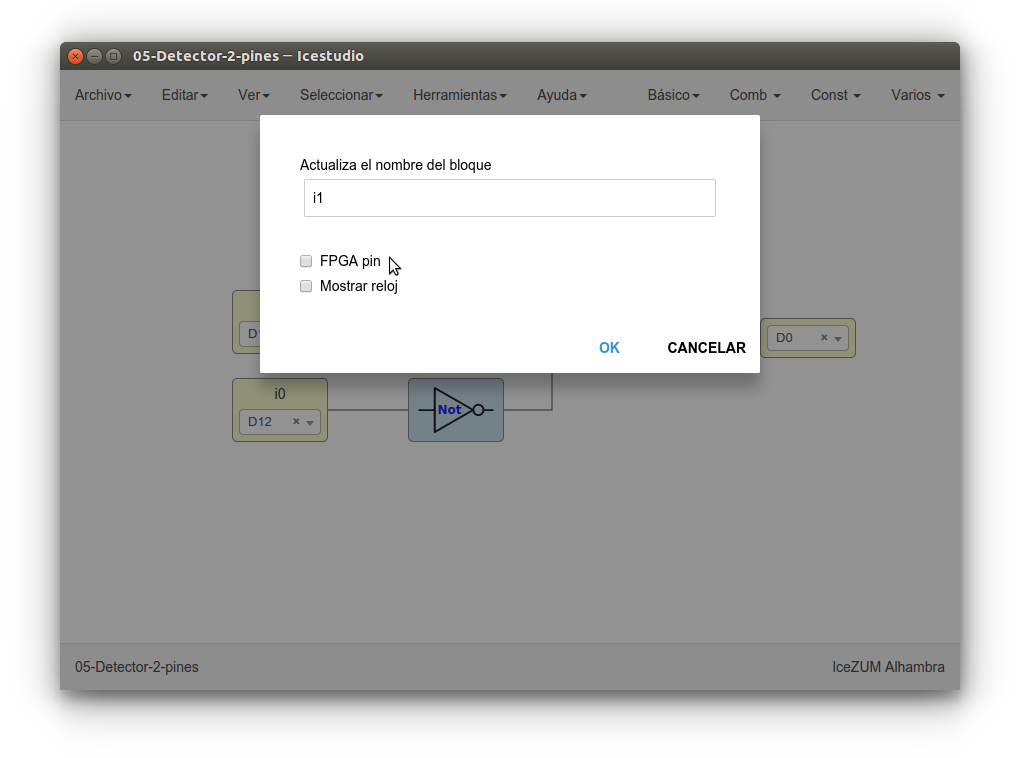 05-Detector-2-pines — Icestudio
Archivo Editar Ver Seleccionar Herramientas Ayuda Básico Comb Const Varios
Actualiza el nombre del bloque
i1
FPGA pin
Mostrar reloj
OK CANCELAR
D0
i0
D12
Not
05-Detector-2-pines IceZUM Alhambra